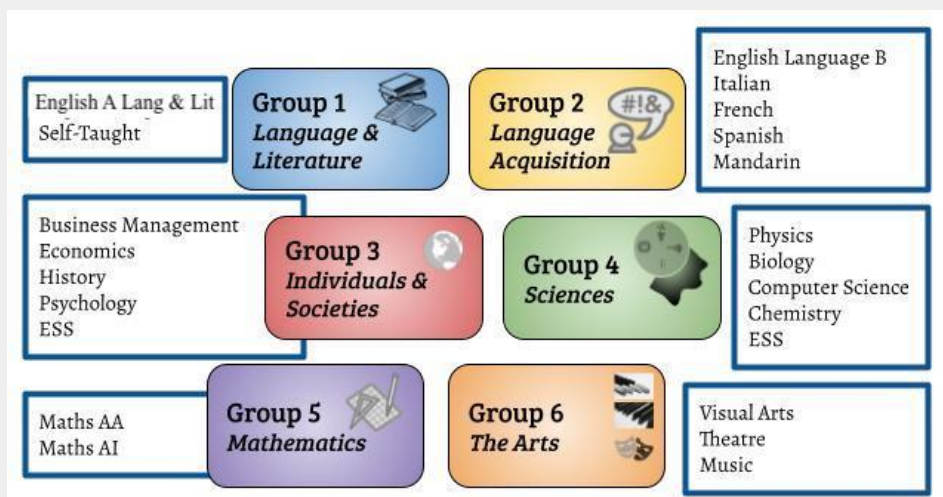 English A Lang & Lit
Self-Taught
Group 1
Language &
Literature
Group 2
Language
Acquisition
#!&
English Language B
Italian
French
Spanish
Mandarin
Business Management
Economics
History
Psychology
ESS
Group 3
Individuals &
Societies
Group 4
Sciences
Physics
Biology
Computer Science
Chemistry
ESS
Maths AA
Maths AI
Group 5
Mathematics
Group 6
The Arts
Visual Arts
Theatre
Music